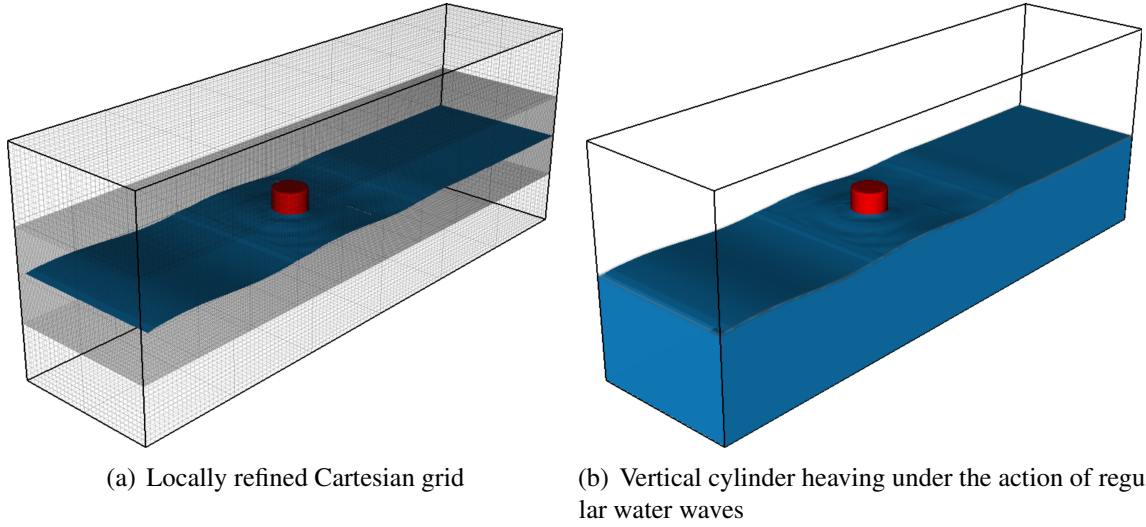 (a) Locally refined Cartesian grid
(b) Vertical cylinder heaving under the action of regu
lar water waves